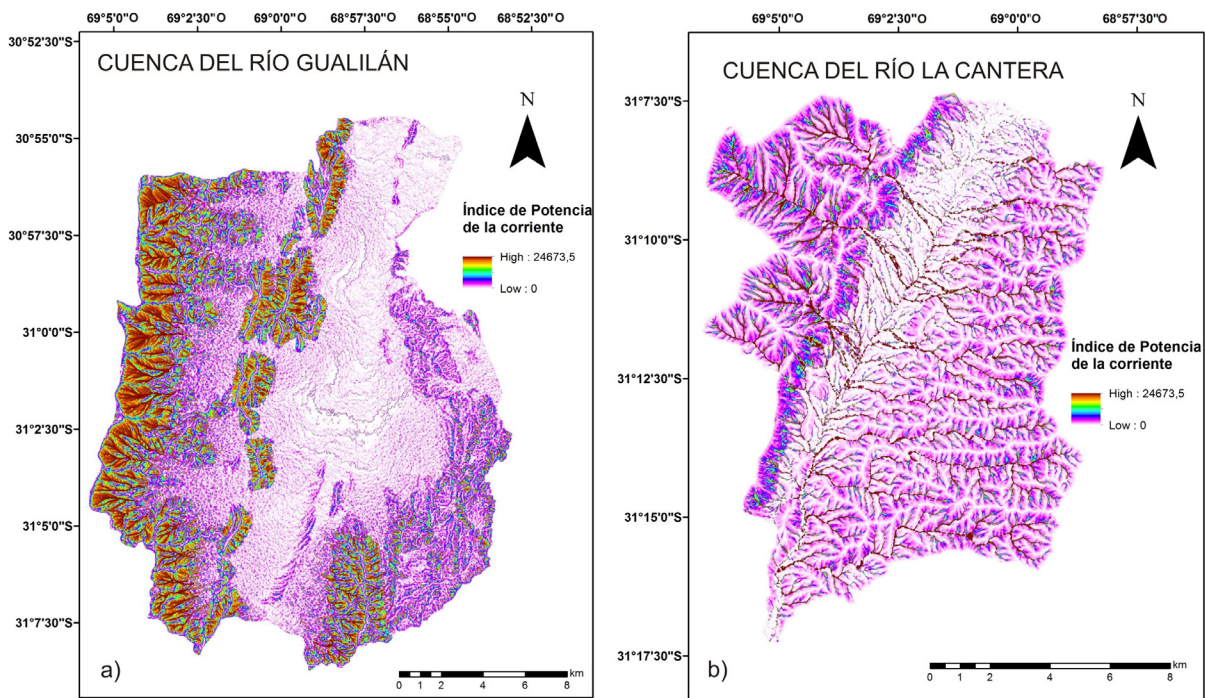 69°5'0"O 69°2'30"O 69°0'0"O 68°57'30"O 68°55'0"O 68°52'30"O
30°52'30"S
CUENCA DEL RÍO GUALILÁN
N
30°55'0"S
30°57'30"S
Índice de Potencia
de la corriente
High : 24673,5
Low : 0
31°0'0"S
31°2'30"S
31°5'0"S
31°7'30"S
a)
km
0 1 2 4 6 8
69°5'0"O 69°2'30"O 69°0'0"O 68°57'30"O
CUENCA DEL RÍO LA CANTERA
31°7'30"S
N
31°10'0"S
31°12'30"S
Índice de Potencia
de la corriente
High : 24673,5
Low : 0
31°15'0"S
31°17'30"S
b)
km
0 1 2 4 6 8